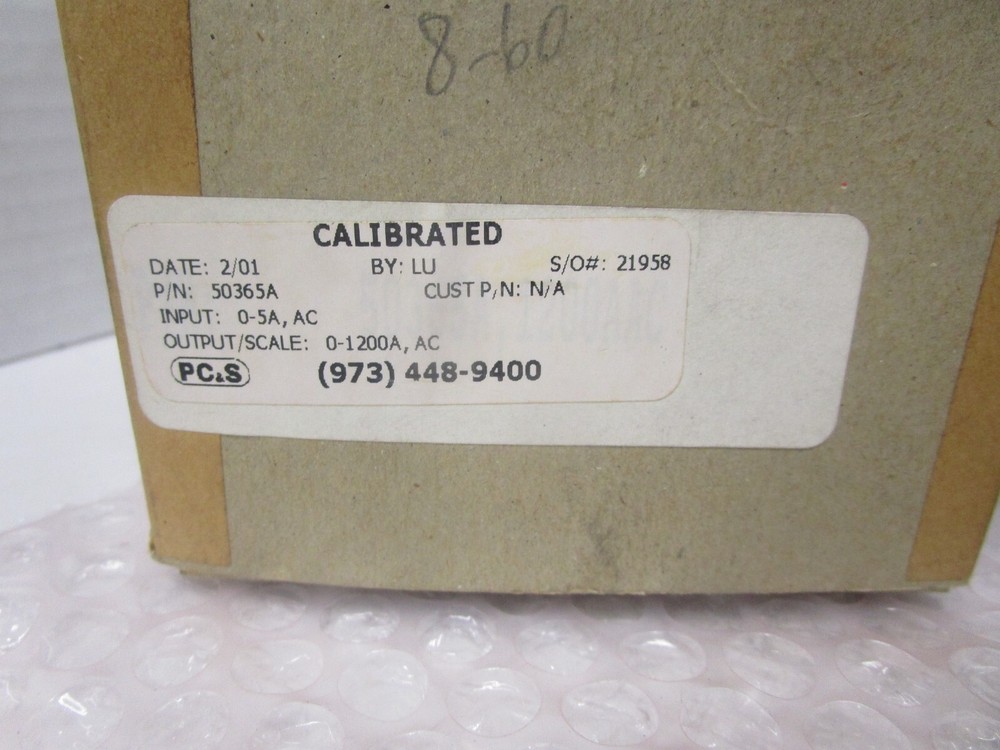 8-60
CALIBRATED
DATE: 2/01 BY: LU S/O#: 21958
P/N: 50365A CUST P/N: N/A
INPUT: 0-5A, AC
OUTPUT/SCALE: 0-1200A, AC
PC&S (973) 448-9400